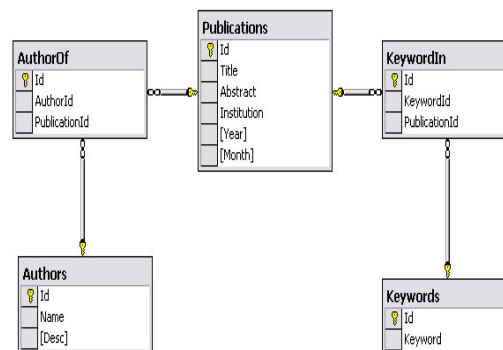 Publications
Id
Title
Abstract
Institution
[Year]
[Month]
AuthorOf
Id
AuthorId
PublicationId
KeywordIn
Id
KeywordId
PublicationId
Authors
Id
Name
[Desc]
Keywords
Id
Keyword